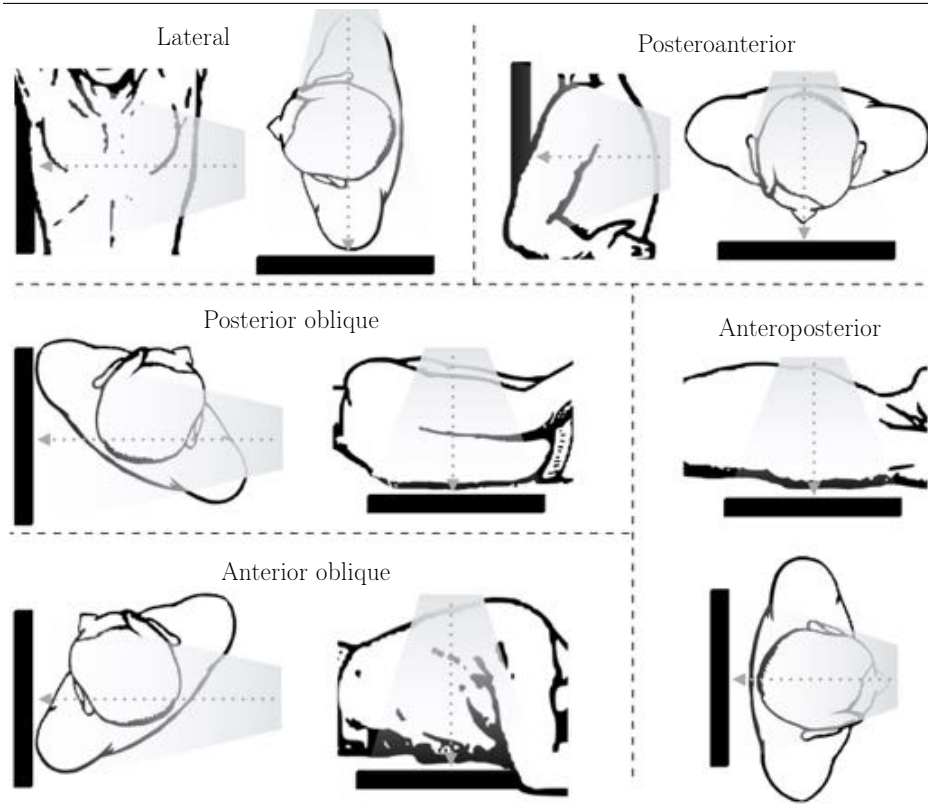 Lateral
Posteroanterior
Posterior oblique
Anteroposterior
Anterior oblique